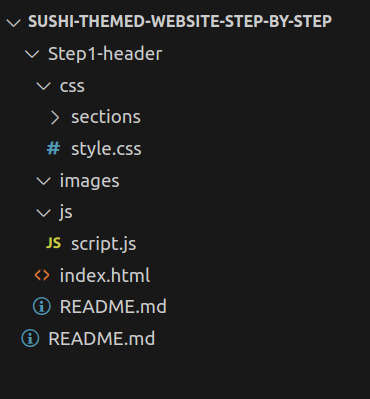 SUSHI-THEMED-WEBSITE-STEP-BY-STEP
Step1-header
css
sections
# style.css
images
js
JS script.js
<> index.html
README.md
README.md